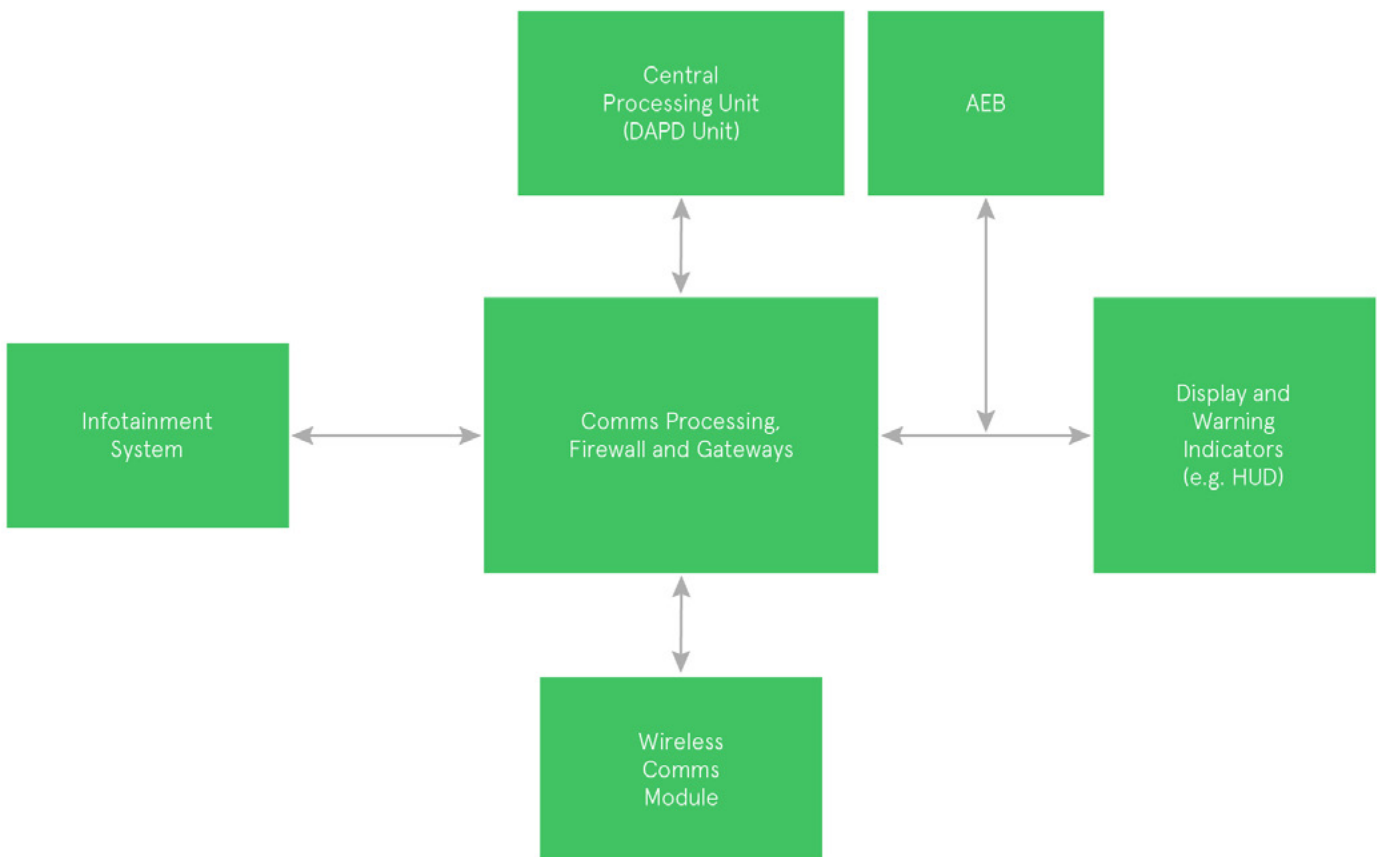 Central
Processing Unit
(DAPD Unit)
AEB
Infotainment
System
Comms Processing,
Firewall and Gateways
Display and
Warning
Indicators
(e.g. HUD)
Wireless
Comms
Module